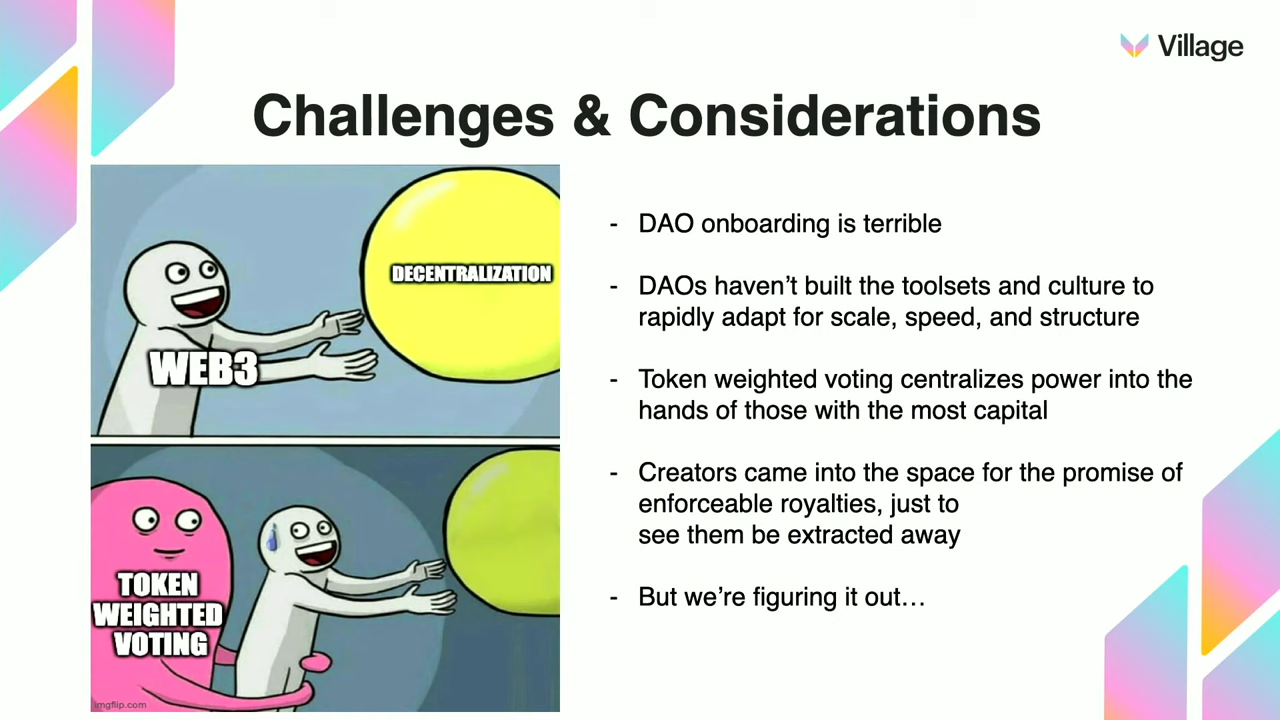 Village
Challenges & Considerations
DECENTRALIZATION
WEB3
TOKEN
WEIGHTED
VOTING
imgflip.com
- DAO onboarding is terrible
- DAOs haven’t built the toolsets and culture to
rapidly adapt for scale, speed, and structure
- Token weighted voting centralizes power into the
hands of those with the most capital
- Creators came into the space for the promise of
enforceable royalties, just to
see them be extracted away
- But we’re figuring it out…